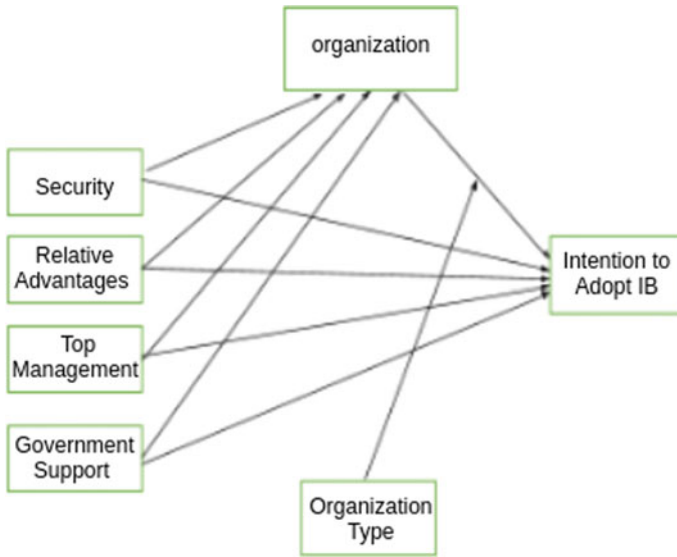 organization
Security
Relative
Advantages
Top
Management
Government
Support
Intention to
Adopt IB
Organization
Type